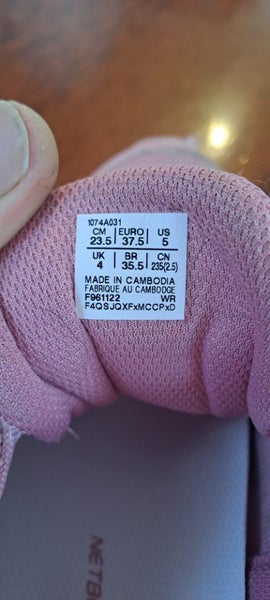 1074A031
CM | EURO | US
23.5 | 37.5 | 5
UK | BR | CN
4 | 35.5 | 235(2.5)
MADE IN CAMBODIA
FABRIQUE AU CAMBODGE
F961122 WR
F4QSJQXFxMCCPxD